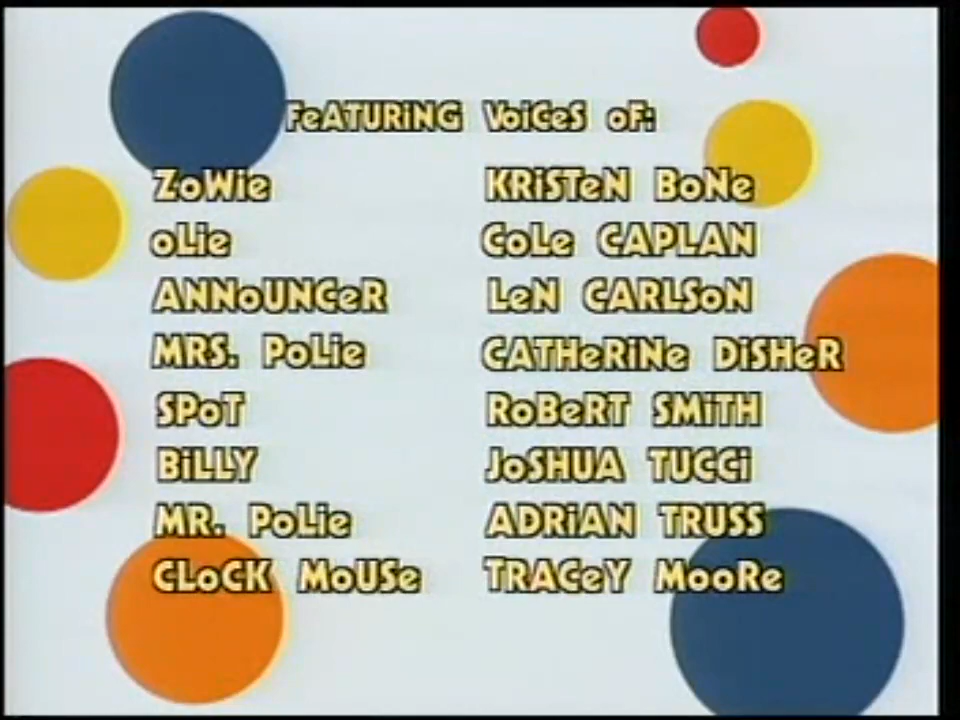 FeATURiNG VoiCeS oF:
ZoWie KRiSTeN BoNe
oLie CoLe CAPLAN
ANNoUNCeR LeN CARLSoN
MRS. PoLie CATHeRiNe DiSHeR
SPoT RoBeRT SMiTH
BiLLY JoSHUA TUCCi
MR. PoLie ADRiAN TRUSS
CLoCK MoUSe TRACeY MooRe